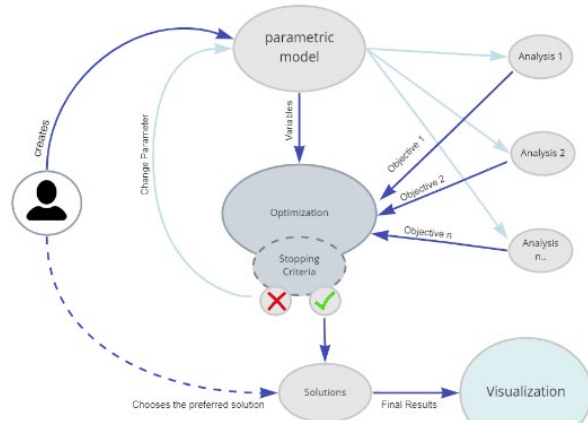 parametric
model
Analysis 1
creates
Change Parameter
Variables
Objective 1
Analysis 2
Objective 2
Optimization
Objective n
Analysis
n..
Stopping
Criteria
Solutions
Visualization
Chooses the preferred solution
Final Results